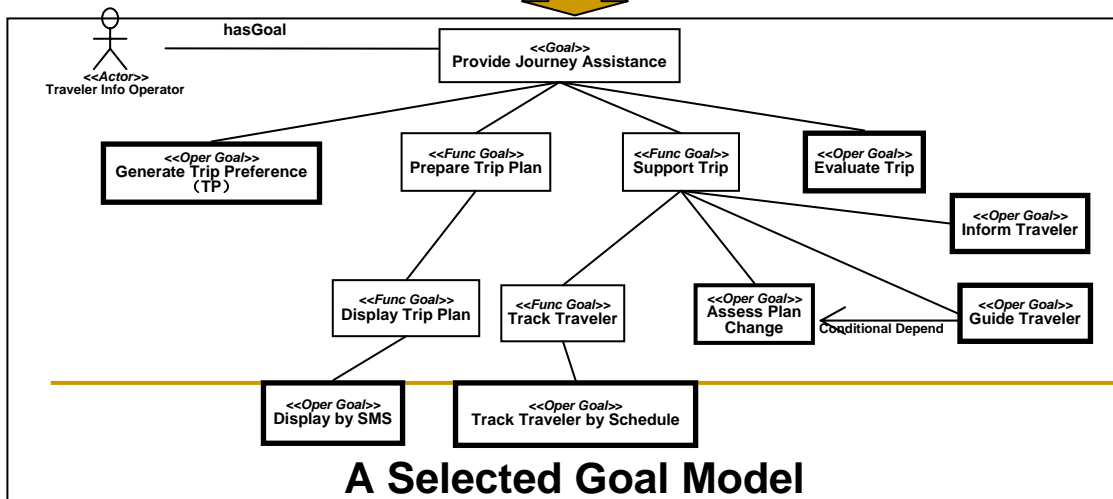 hasGoal
<<Actor>>
Traveler Info Operator
<<Goal>>
Provide Journey Assistance
<<Oper Goal>>
Generate Trip Preference
（TP）
<<Func Goal>>
Prepare Trip Plan
<<Func Goal>>
Support Trip
<<Oper Goal>>
Evaluate Trip
<<Oper Goal>>
Inform Traveler
<<Func Goal>>
Display Trip Plan
<<Func Goal>>
Track Traveler
<<Oper Goal>>
Assess Plan
Change
Conditional Depend
<<Oper Goal>>
Guide Traveler
<<Oper Goal>>
Display by SMS
<<Oper Goal>>
Track Traveler by Schedule
A Selected Goal Model